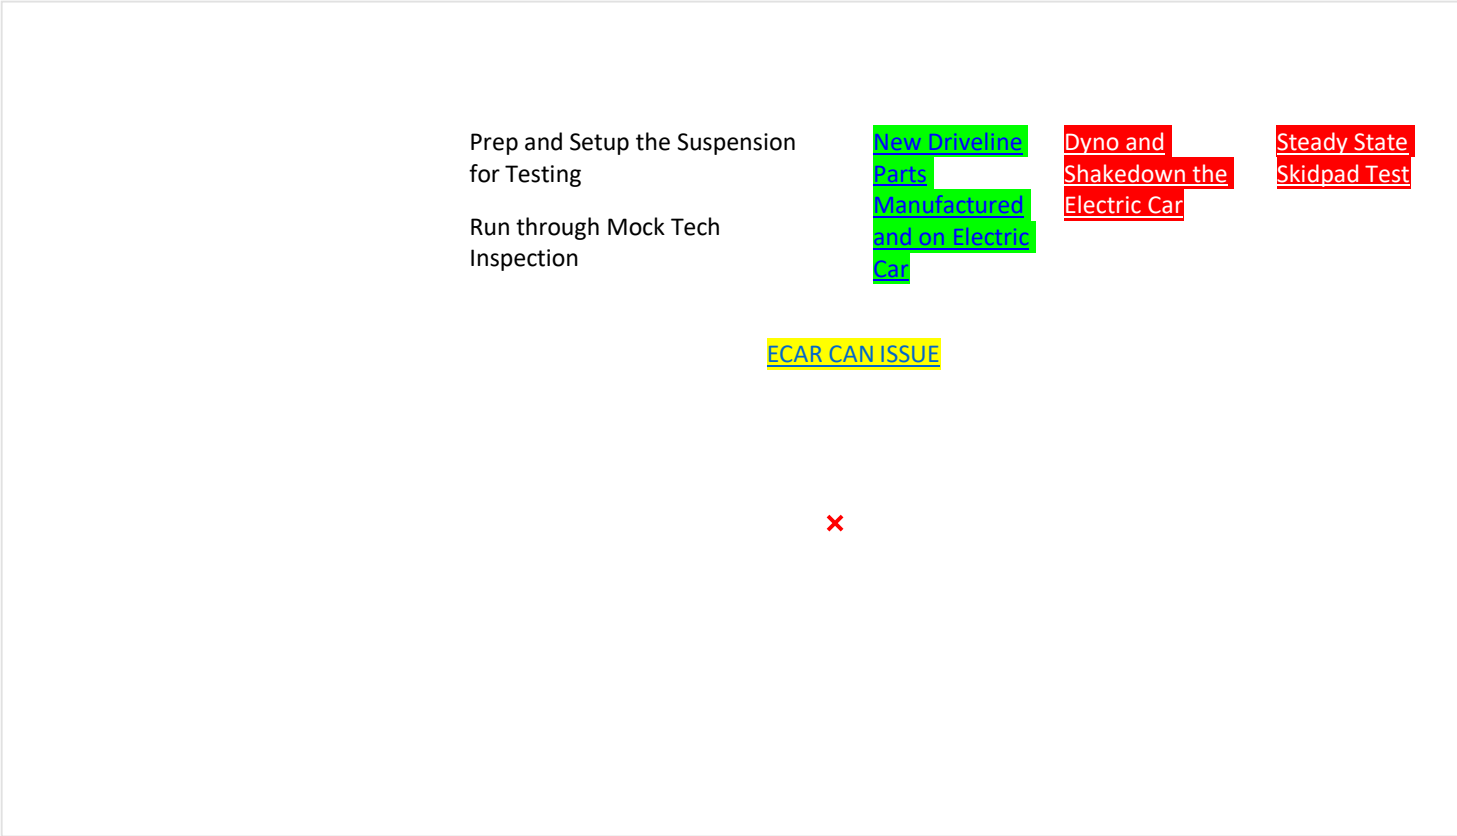 Prep and Setup the Suspension
for Testing
Run through Mock Tech
Inspection
New Driveline
Parts
Manufactured
and on Electric
Car
Dyno and
Shakedown the
Electric Car
Steady State
Skidpad Test
ECAR CAN ISSUE